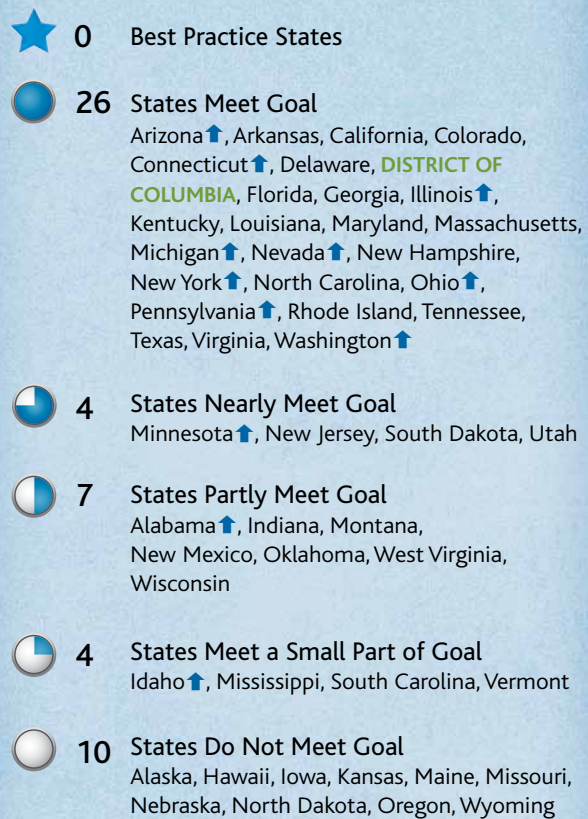 0 Best Practice States
26 States Meet Goal
Arizona⬆, Arkansas, California, Colorado,
Connecticut⬆, Delaware, DISTRICT OF
COLUMBIA, Florida, Georgia, Illinois⬆,
Kentucky, Louisiana, Maryland, Massachusetts,
Michigan⬆, Nevada⬆, New Hampshire,
New York⬆, North Carolina, Ohio⬆,
Pennsylvania⬆, Rhode Island, Tennessee,
Texas, Virginia, Washington⬆
4 States Nearly Meet Goal
Minnesota⬆, New Jersey, South Dakota, Utah
7 States Partly Meet Goal
Alabama⬆, Indiana, Montana,
New Mexico, Oklahoma, West Virginia,
Wisconsin
4 States Meet a Small Part of Goal
Idaho⬆, Mississippi, South Carolina, Vermont
10 States Do Not Meet Goal
Alaska, Hawaii, Iowa, Kansas, Maine, Missouri,
Nebraska, North Dakota, Oregon, Wyoming